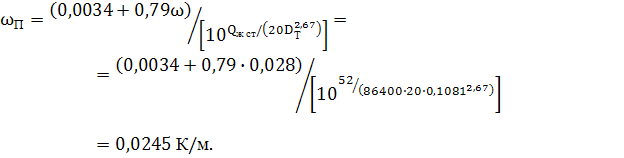 ω_П = (0,0034 + 0,79ω) / [10^(Q_ж ст/(20D_Т^2,67))] =
= (0,0034 + 0,79 · 0,028) / [10^(52/(86400·20·0,1081^2,67))]
= 0,0245 К/м.